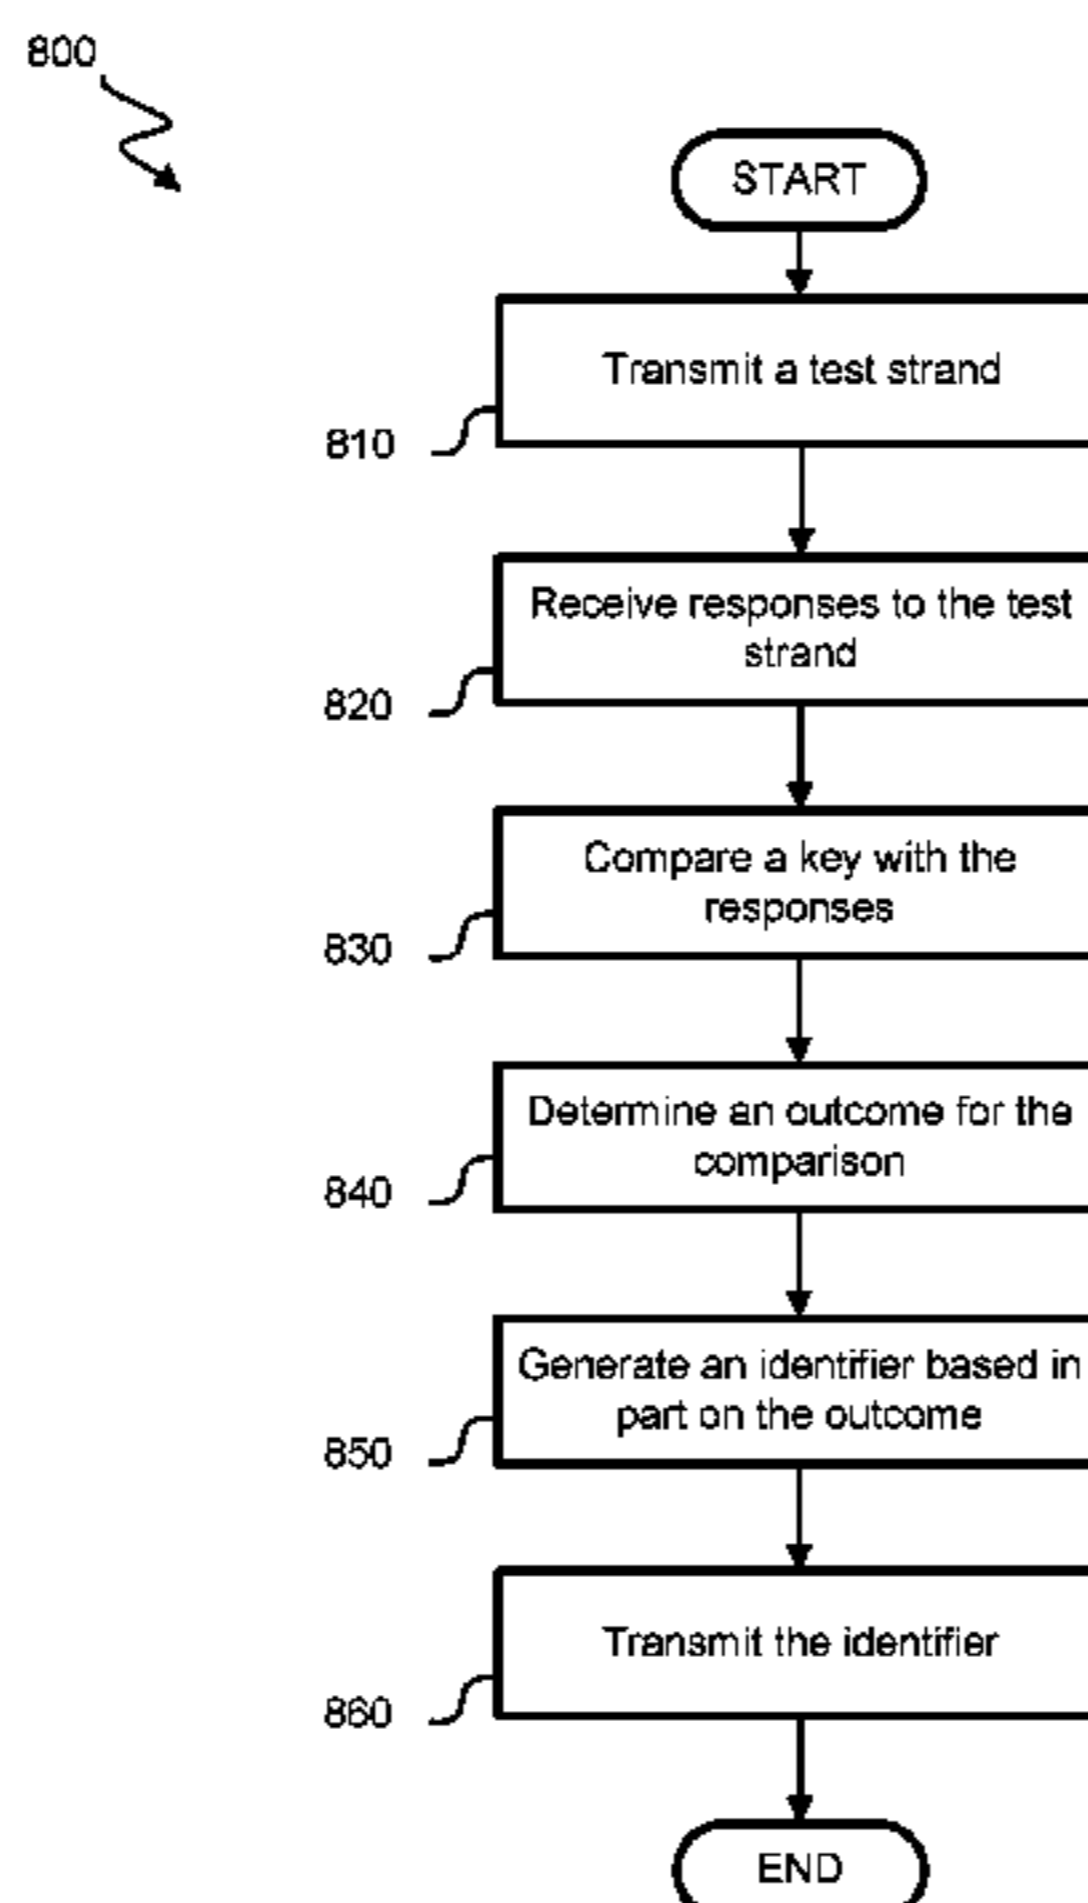 800
START
Transmit a test strand
810
Receive responses to the test
strand
820
Compare a key with the
responses
830
Determine an outcome for the
comparison
840
Generate an identifier based in
part on the outcome
850
Transmit the identifier
860
END